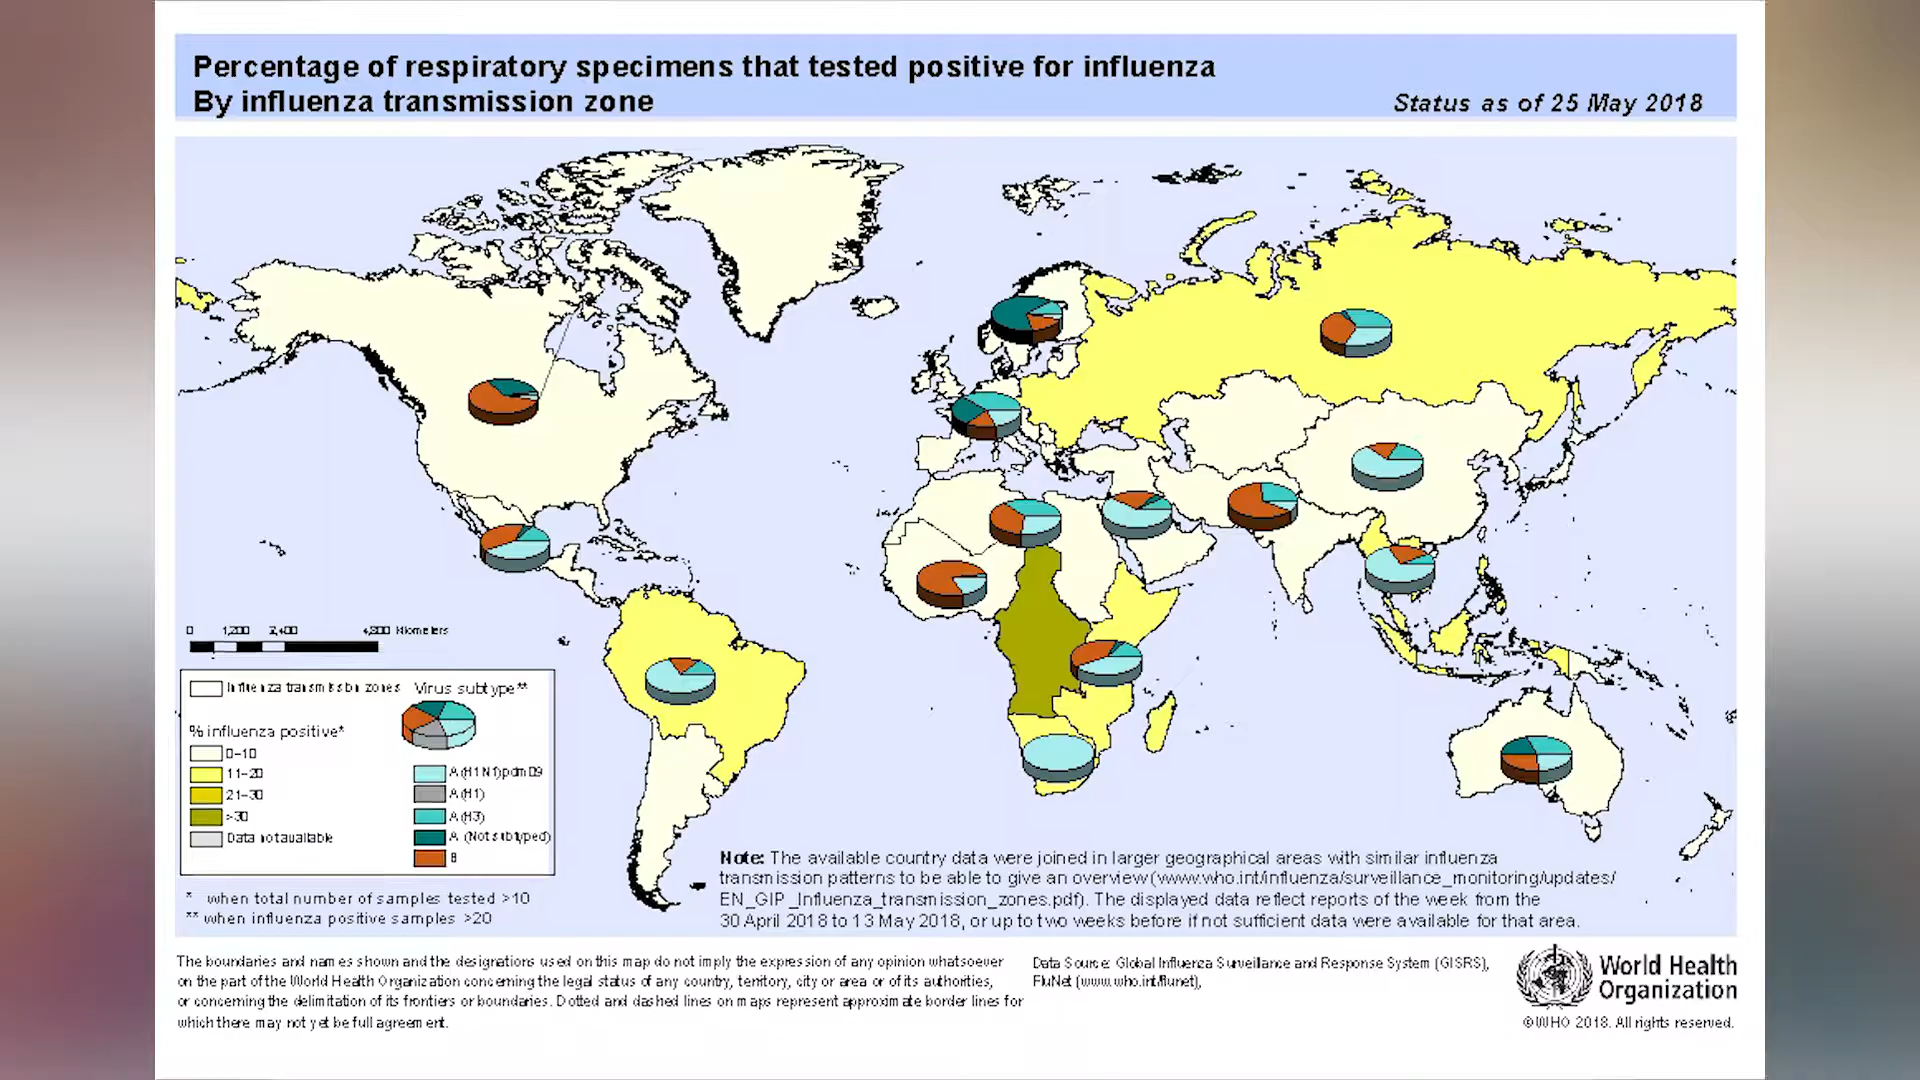 Percentage of respiratory specimens that tested positive for influenza
By influenza transmission zone
Status as of 25 May 2018
0 1,200 2,400 4,800 Kilometers
Influenza transmission zones
Virus subtype**
% influenza positive*
0-10
11-20
21-30
>30
Data not available
A(H1N1)pdm09
A(H1)
A(H3)
A (Not subtyped)
B
* when total number of samples tested >10
** when influenza positive samples >20
Note: The available country data were joined in larger geographical areas with similar influenza
transmission patterns to be able to give an overview (www.who.int/influenza/surveillance_monitoring/updates/
EN_GIP_Influenza_transmission_zones.pdf). The displayed data reflect reports of the week from the
30 April 2018 to 13 May 2018, or up to two weeks before if not sufficient data were available for that area.
The boundaries and names shown and the designations used on this map do not imply the expression of any opinion whatsoever
on the part of the World Health Organization concerning the legal status of any country, territory, city or area or of its authorities,
or concerning the delimitation of its frontiers or boundaries. Dotted and dashed lines on maps represent approximate border lines for
which there may not yet be full agreement.
Data Source: Global Influenza Surveillance and Response System (GISRS),
FluNet (www.who.int/flunet),
World Health
Organization
©WHO 2018. All rights reserved.